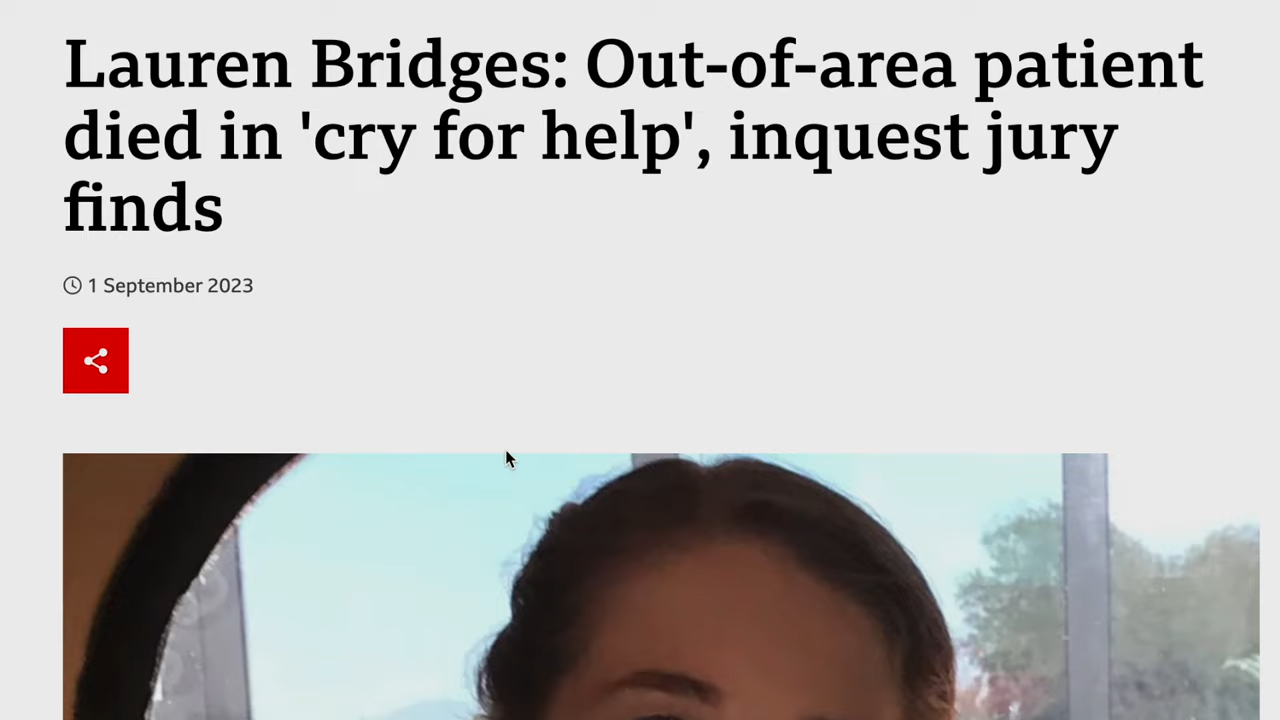 Lauren Bridges: Out-of-area patient
died in 'cry for help', inquest jury
finds
1 September 2023